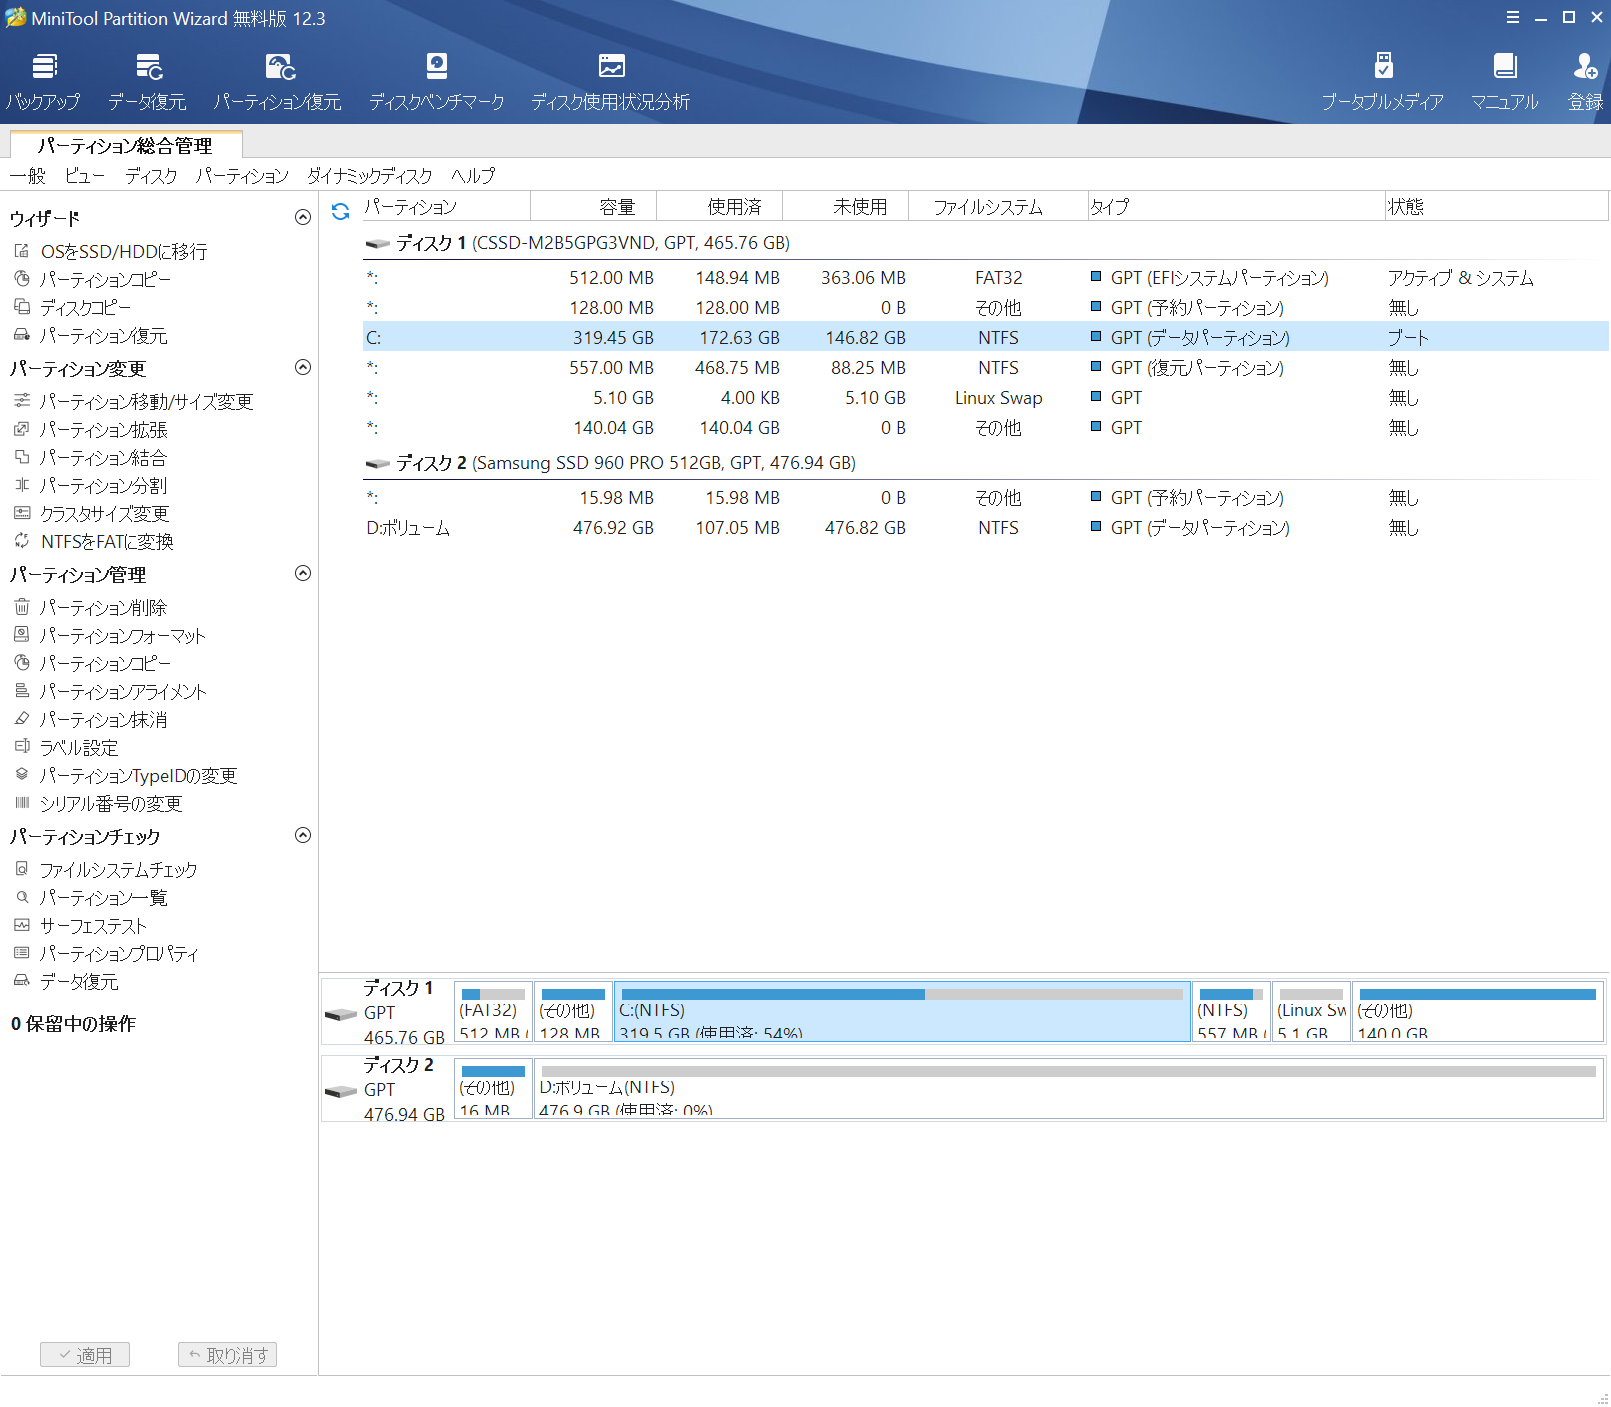 MiniTool Partition Wizard 無料版 12.3
バックアップ
データ復元
パーティション復元
ディスクベンチマーク
ディスク使用状況分析
ブータブルメディア
マニュアル
登録
パーティション総合管理
一般 ビュー ディスク パーティション ダイナミックディスク ヘルプ
ウィザード
OSをSSD/HDDに移行
パーティションコピー
ディスクコピー
パーティション復元
パーティション変更
パーティション移動/サイズ変更
パーティション拡張
パーティション結合
パーティション分割
クラスタサイズ変更
NTFSをFATに変換
パーティション管理
パーティション削除
パーティションフォーマット
パーティションコピー
パーティションアライメント
パーティション抹消
ラベル設定
パーティションTypeIDの変更
シリアル番号の変更
パーティションチェック
ファイルシステムチェック
パーティション一覧
サーフェステスト
パーティションプロパティ
データ復元
0 保留中の操作
適用
取り消す
パーティション 容量 使用済 未使用 ファイルシステム タイプ 状態
ディスク 1 (CSSD-M2B5GPG3VND, GPT, 465.76 GB)
*: 512.00 MB 148.94 MB 363.06 MB FAT32 GPT (EFIシステムパーティション) アクティブ & システム
*: 128.00 MB 128.00 MB 0 B その他 GPT (予約パーティション) 無し
C: 319.45 GB 172.63 GB 146.82 GB NTFS GPT (データパーティション) ブート
*: 557.00 MB 468.75 MB 88.25 MB NTFS GPT (復元パーティション) 無し
*: 5.10 GB 4.00 KB 5.10 GB Linux Swap GPT 無し
*: 140.04 GB 140.04 GB 0 B その他 GPT 無し
ディスク 2 (Samsung SSD 960 PRO 512GB, GPT, 476.94 GB)
*: 15.98 MB 15.98 MB 0 B その他 GPT (予約パーティション) 無し
D:ボリューム 476.92 GB 107.05 MB 476.82 GB NTFS GPT (データパーティション) 無し
ディスク 1
GPT
465.76 GB
(FAT32)
512 MB (
(その他)
128 MB
C:(NTFS)
319.5 GB (使用済: 54%)
(NTFS)
557 MB (
(Linux Sw
5.1 GB
(その他)
140.0 GB
ディスク 2
GPT
476.94 GB
(その他)
16 MB
D:ボリューム(NTFS)
476.9 GB (使用済: 0%)